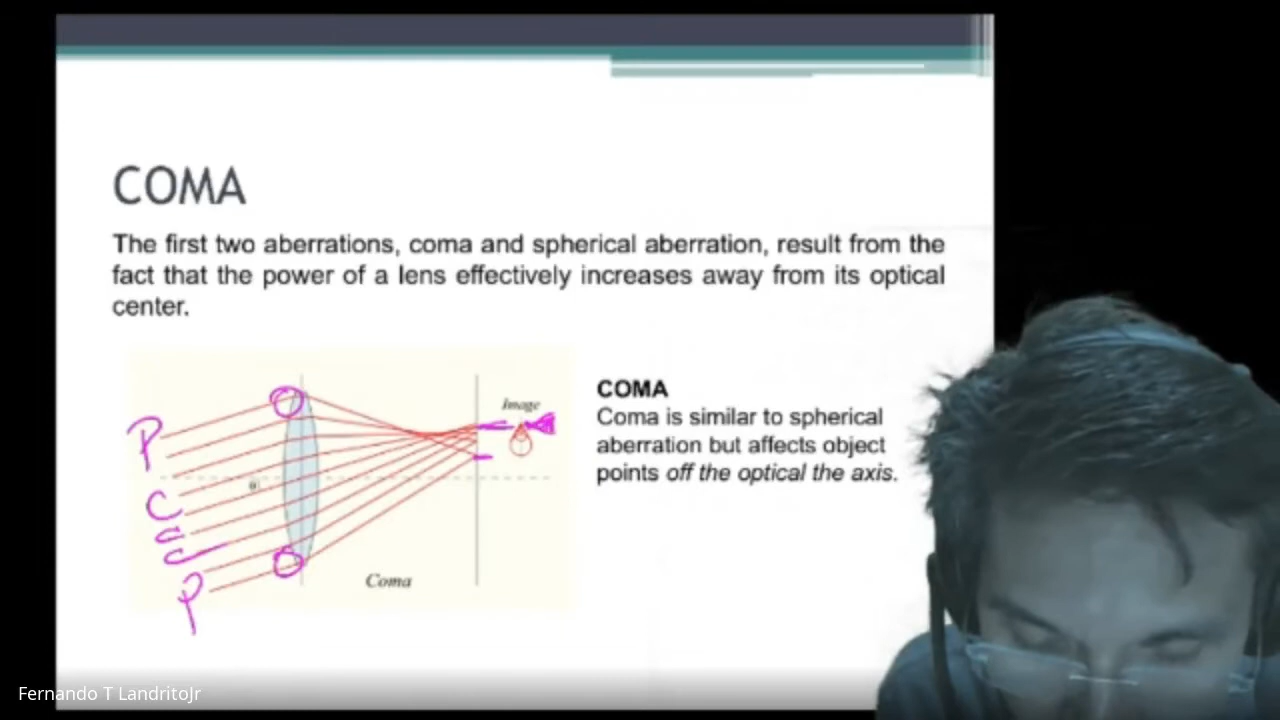 COMA
The first two aberrations, coma and spherical aberration, result from the
fact that the power of a lens effectively increases away from its optical
center.
Image
P
C
C
C
P
θ
Coma
COMA
Coma is similar to spherical
aberration but affects object
points off the optical the axis.
Fernando T LandritoJr